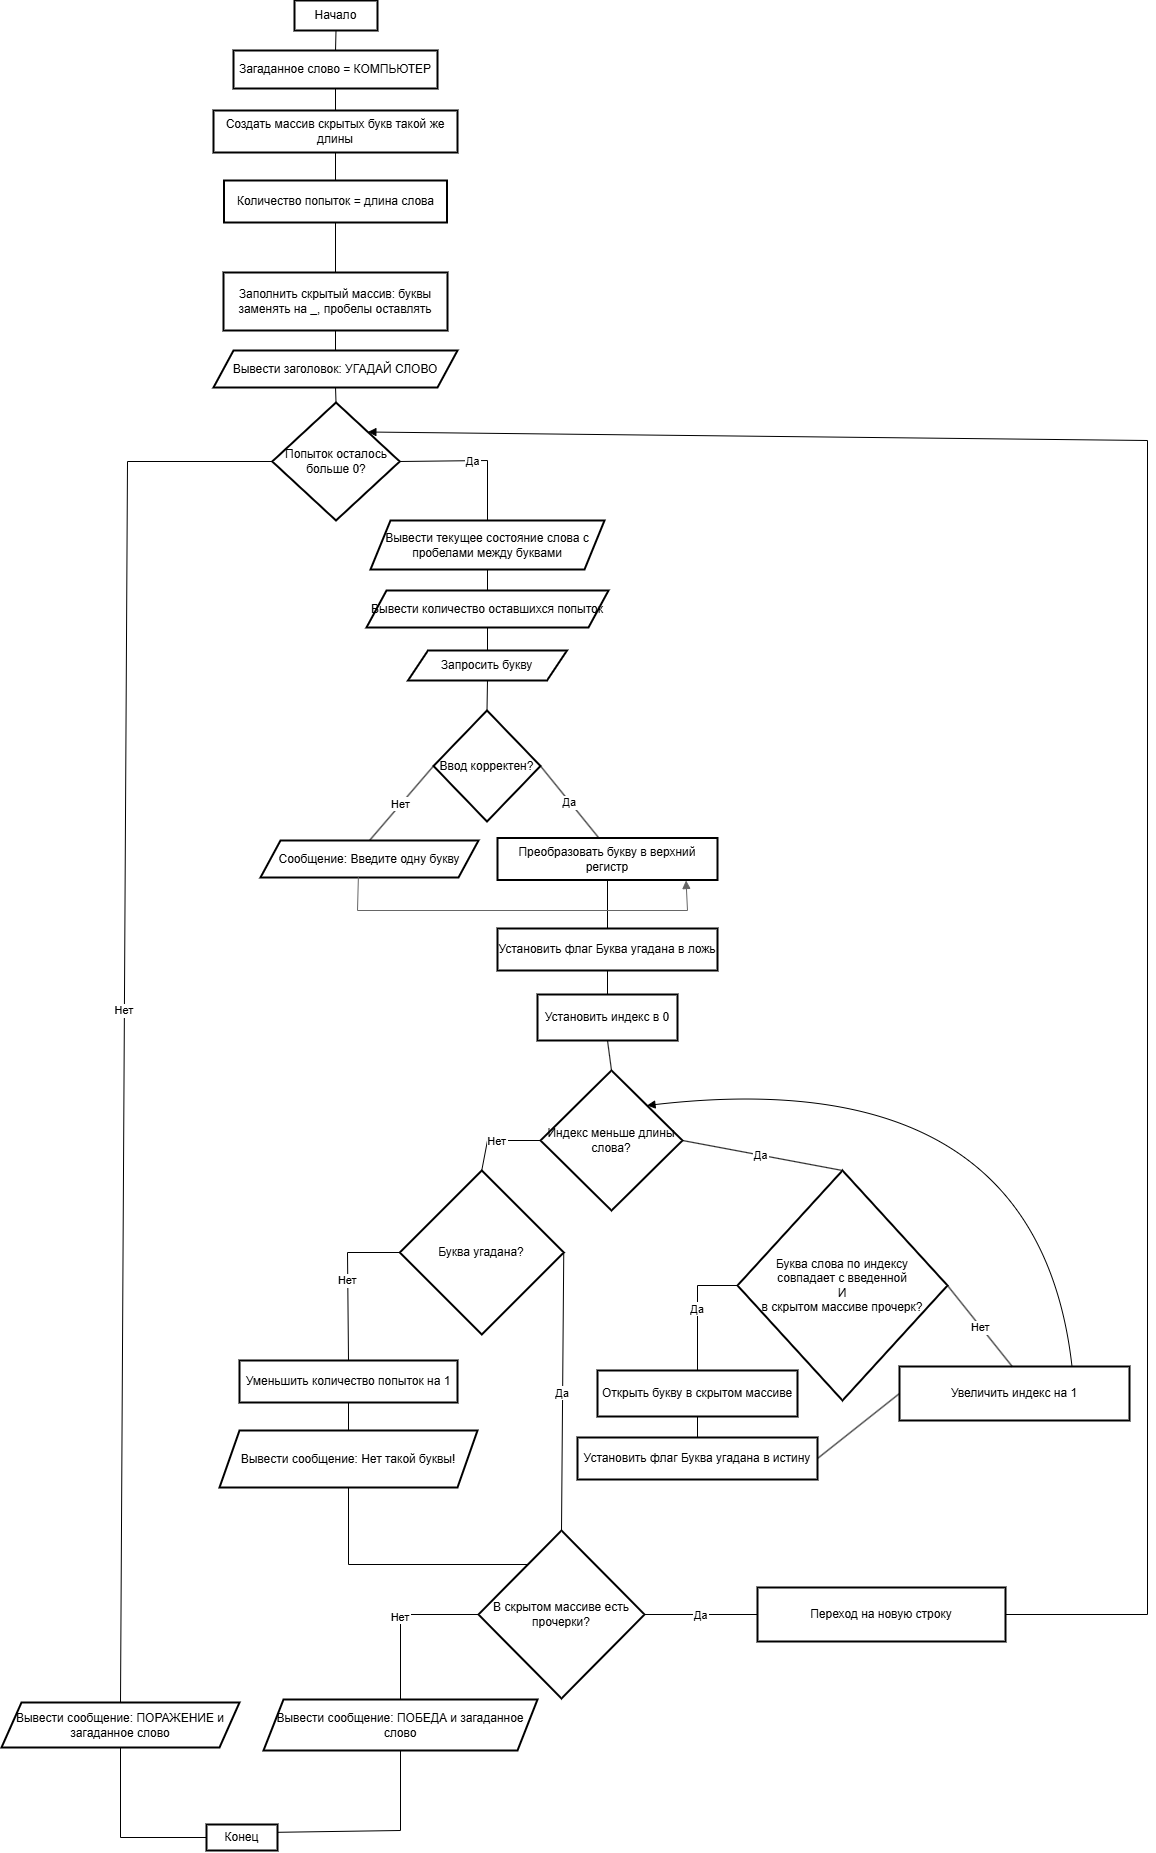 Начало
Загаданное слово = КОМПЬЮТЕР
Создать массив скрытых букв такой же
длины
Количество попыток = длина слова
Заполнить скрытый массив: буквы
заменять на _, пробелы оставлять
Вывести заголовок: УГАДАЙ СЛОВО
Попыток осталось
больше 0?
Да
Вывести текущее состояние слова с
пробелами между буквами
Вывести количество оставшихся попыток
Запросить букву
Ввод корректен?
Нет
Да
Сообщение: Введите одну букву
Преобразовать букву в верхний
регистр
Установить флаг Буква угадана в ложь
Нет
Установить индекс в 0
Индекс меньше длины
слова?
Нет
Да
Буква угадана?
Буква слова по индексу
совпадает с введенной
И
в скрытом массиве прочерк?
Нет
Да
Нет
Уменьшить количество попыток на 1
Да
Открыть букву в скрытом массиве
Увеличить индекс на 1
Вывести сообщение: Нет такой буквы!
Установить флаг Буква угадана в истину
В скрытом массиве есть
прочерки?
Нет
Да
Переход на новую строку
Вывести сообщение: ПОРАЖЕНИЕ и
загаданное слово
Вывести сообщение: ПОБЕДА и загаданное
слово
Конец